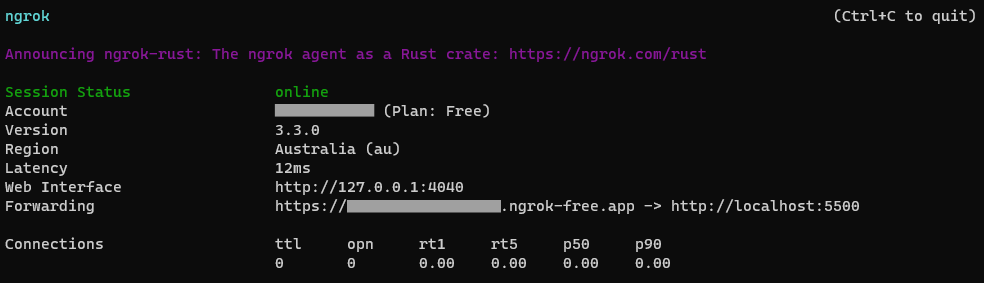 ngrok (Ctrl+C to quit)
Announcing ngrok-rust: The ngrok agent as a Rust crate: https://ngrok.com/rust
Session Status online
Account (Plan: Free)
Version 3.3.0
Region Australia (au)
Latency 12ms
Web Interface http://127.0.0.1:4040
Forwarding https:// .ngrok-free.app -> http://localhost:5500
Connections ttl opn rt1 rt5 p50 p90
0 0 0.00 0.00 0.00 0.00